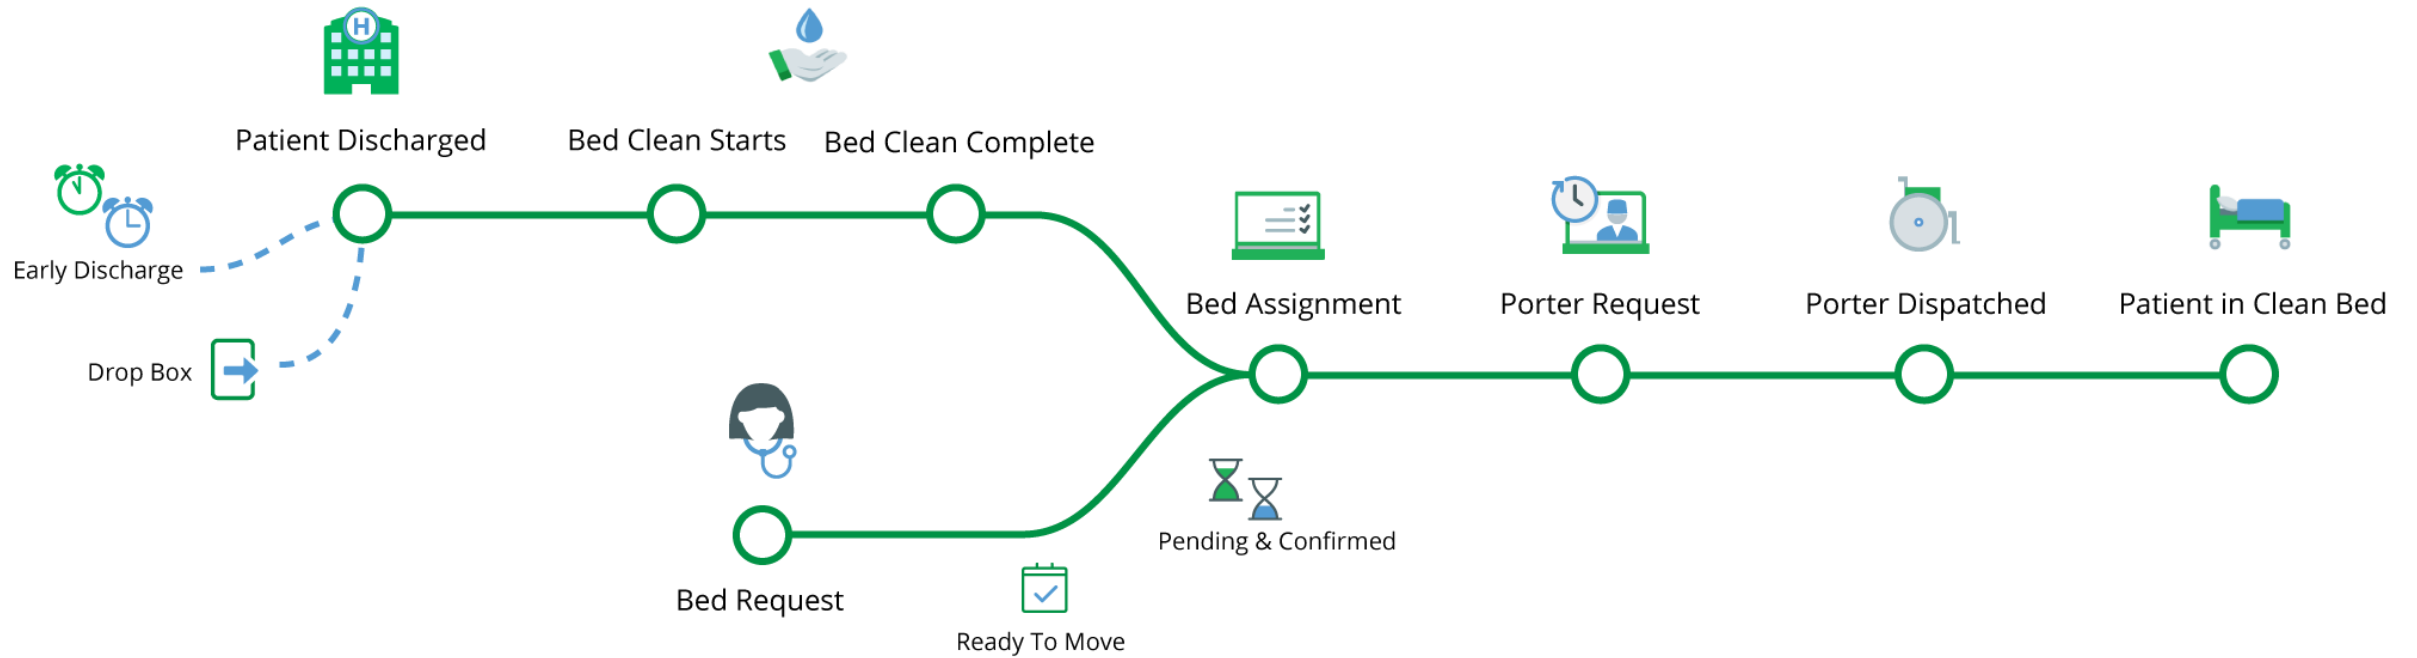 H
Patient Discharged
Bed Clean Starts
Bed Clean Complete
Early Discharge
Drop Box
Bed Assignment
Porter Request
Porter Dispatched
Patient in Clean Bed
Pending & Confirmed
Bed Request
Ready To Move